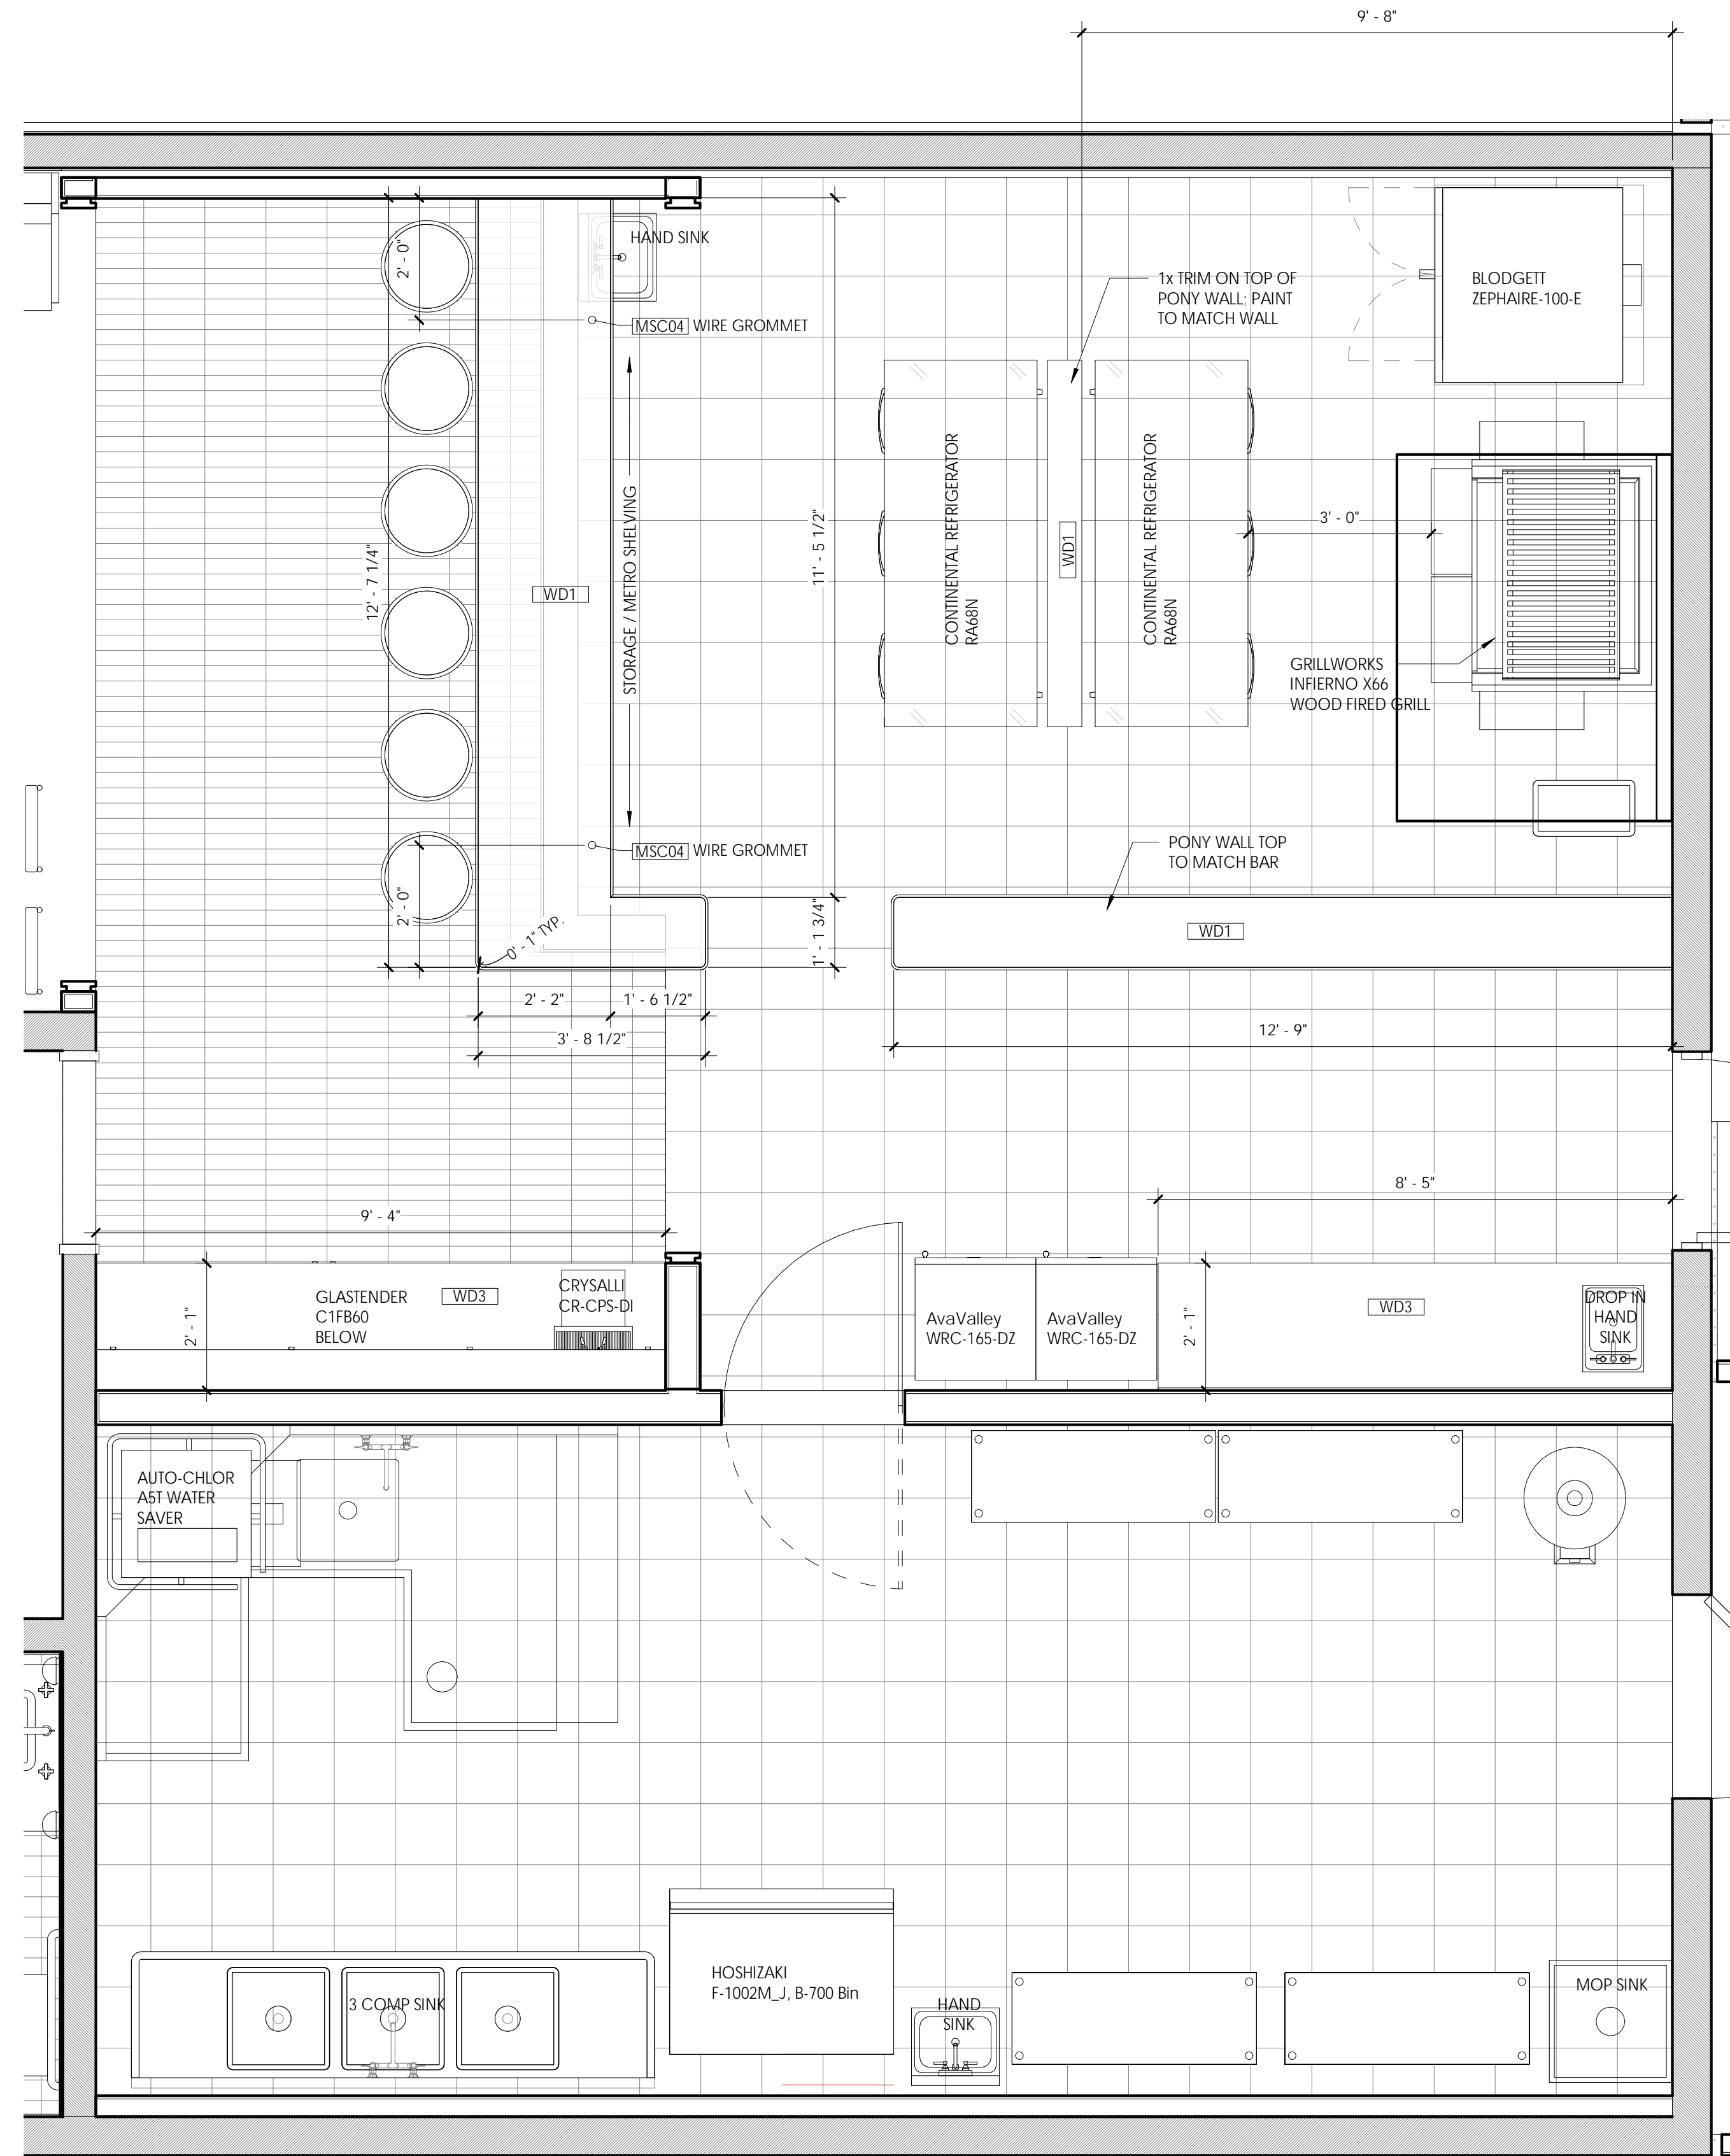 9' - 8"
HAND SINK
2' - 0"
1x TRIM ON TOP OF
PONY WALL; PAINT
TO MATCH WALL
BLODGETT
ZEPHAIRE-100-E
MSC04 WIRE GROMMET
12' - 7 1/4"
WD1
STORAGE / METRO SHELVING
11' - 5 1/2"
CONTINENTAL REFRIGERATOR
RA68N
WD1
CONTINENTAL REFRIGERATOR
RA68N
3' - 0"
GRILLWORKS
INFIERNO X66
WOOD FIRED GRILL
MSC04 WIRE GROMMET
PONY WALL TOP
TO MATCH BAR
2' - 0"
0' - 1" TYP.
1' - 1 3/4"
WD1
2' - 2"
1' - 6 1/2"
3' - 8 1/2"
12' - 9"
8' - 5"
9' - 4"
2' - 1"
GLASTENDER
C1FB60
BELOW
WD3
CRYSALLI
CR-CPS-DI
AvaValley
WRC-165-DZ
AvaValley
WRC-165-DZ
2' - 1"
WD3
DROP IN
HAND
SINK
AUTO-CHLOR
A5T WATER
SAVER
3 COMP SINK
HOSHIZAKI
F-1002M_J, B-700 Bin
HAND
SINK
MOP SINK